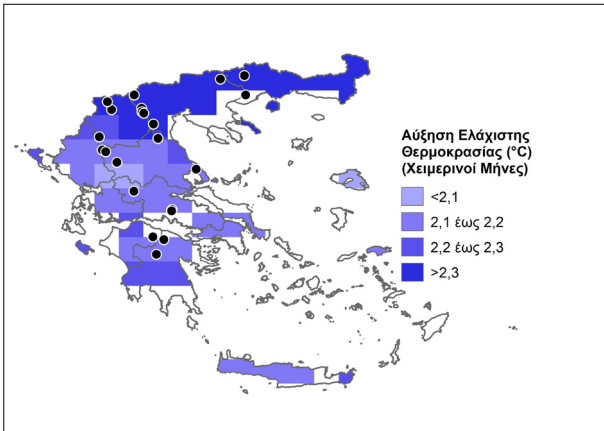 Αύξηση Ελάχιστης
Θερμοκρασίας (°C)
(Χειμερινοί Μήνες)
<2,1
2,1 έως 2,2
2,2 έως 2,3
>2,3